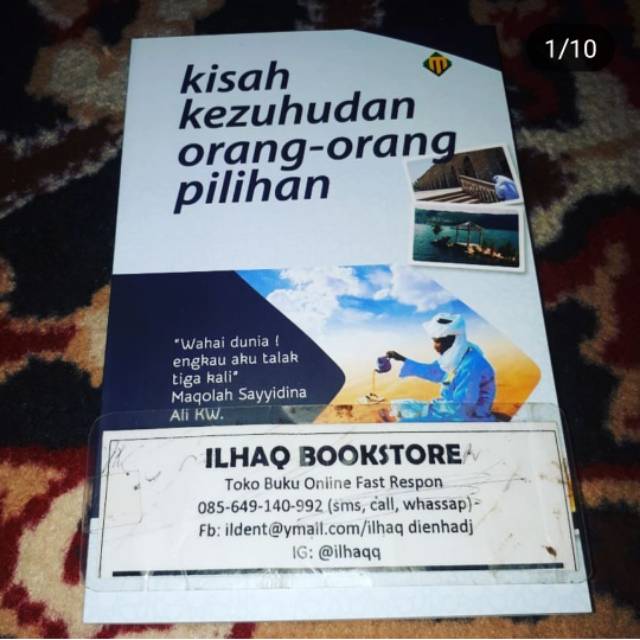 1/10
kisah
kezuhudan
orang-orang
pilihan
"Wahai dunia !
engkau aku talak
tiga kali"
Maqolah Sayyidina
Ali KW.
ILHAQ BOOKSTORE
Toko Buku Online Fast Respon
085-649-140-992 (sms, call, whassap)
Fb: ildent@ymail.com/ilhaq dienhadj
IG: @ilhaqq